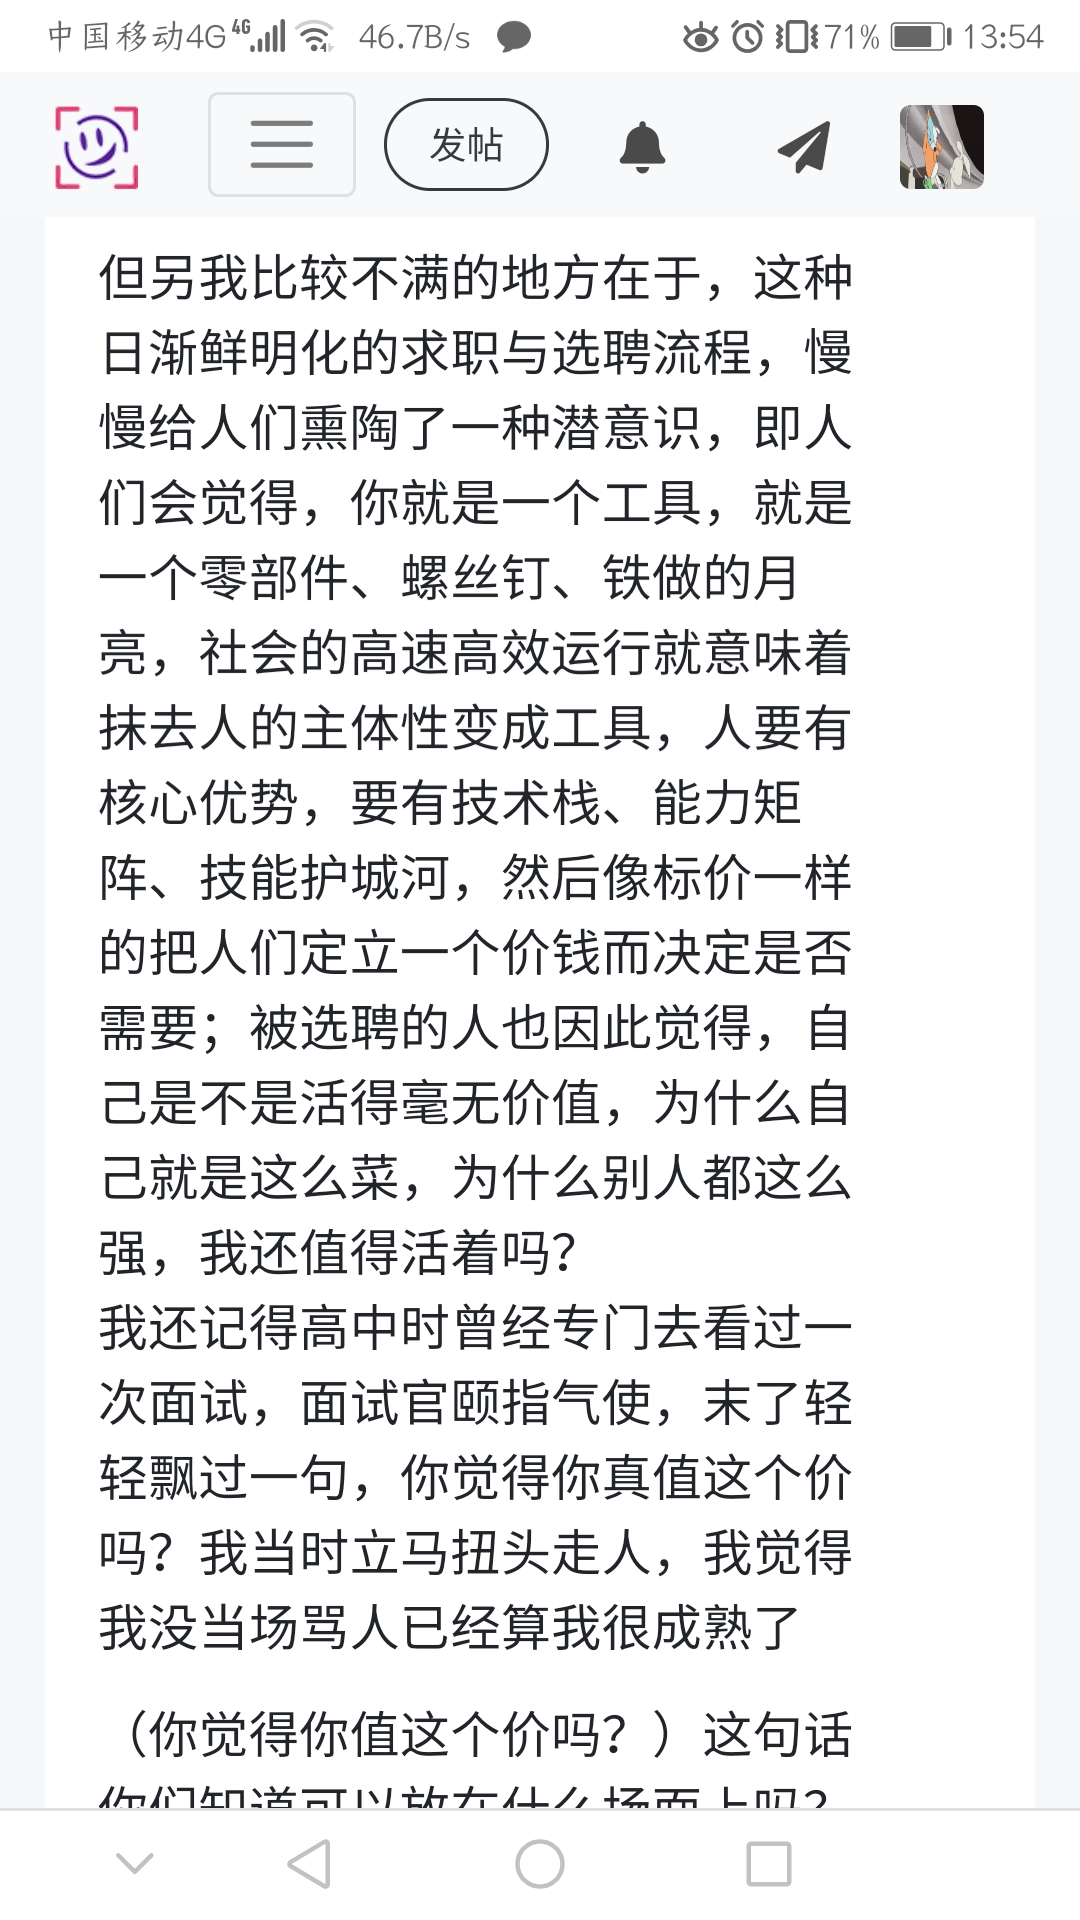 中国移动4G 4G 46.7B/s 71% 13:54
发帖
但另我比较不满的地方在于，这种
日渐鲜明化的求职与选聘流程，慢
慢给人们熏陶了一种潜意识，即人
们会觉得，你就是一个工具，就是
一个零部件、螺丝钉、铁做的月
亮，社会的高速高效运行就意味着
抹去人的主体性变成工具，人要有
核心优势，要有技术栈、能力矩
阵、技能护城河，然后像标价一样
的把人们定立一个价钱而决定是否
需要；被选聘的人也因此觉得，自
己是不是活得毫无价值，为什么自
己就是这么菜，为什么别人都这么
强，我还值得活着吗？
我还记得高中时曾经专门去看过一
次面试，面试官颐指气使，末了轻
轻飘过一句，你觉得你真值这个价
吗？我当时立马扭头走人，我觉得
我没当场骂人已经算我很成熟了
（你觉得你值这个价吗？）这句话
你们知道可以放在什么场面上吗？